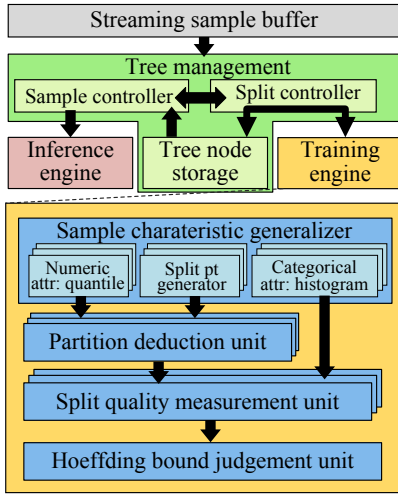 Streaming sample buffer
Tree management
Sample controller
Split controller
Inference
engine
Tree node
storage
Training
engine
Sample charateristic generalizer
Numeric
attr: quantile
Split pt
generator
Categorical
attr: histogram
Partition deduction unit
Split quality measurement unit
Hoeffding bound judgement unit